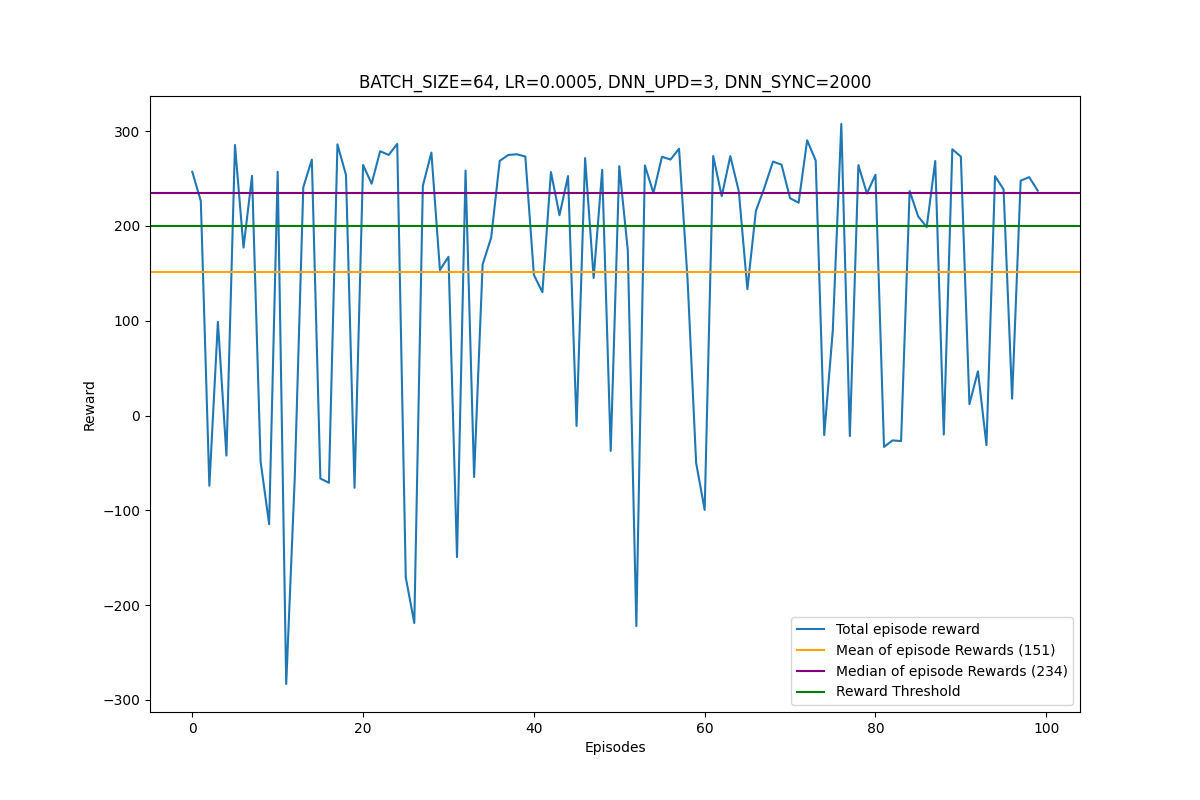 BATCH_SIZE=64, LR=0.0005, DNN_UPD=3, DNN_SYNC=2000
300
200
100
0
−100
−200
−300
Reward
0
20
40
60
80
100
Episodes
Total episode reward
Mean of episode Rewards (151)
Median of episode Rewards (234)
Reward Threshold